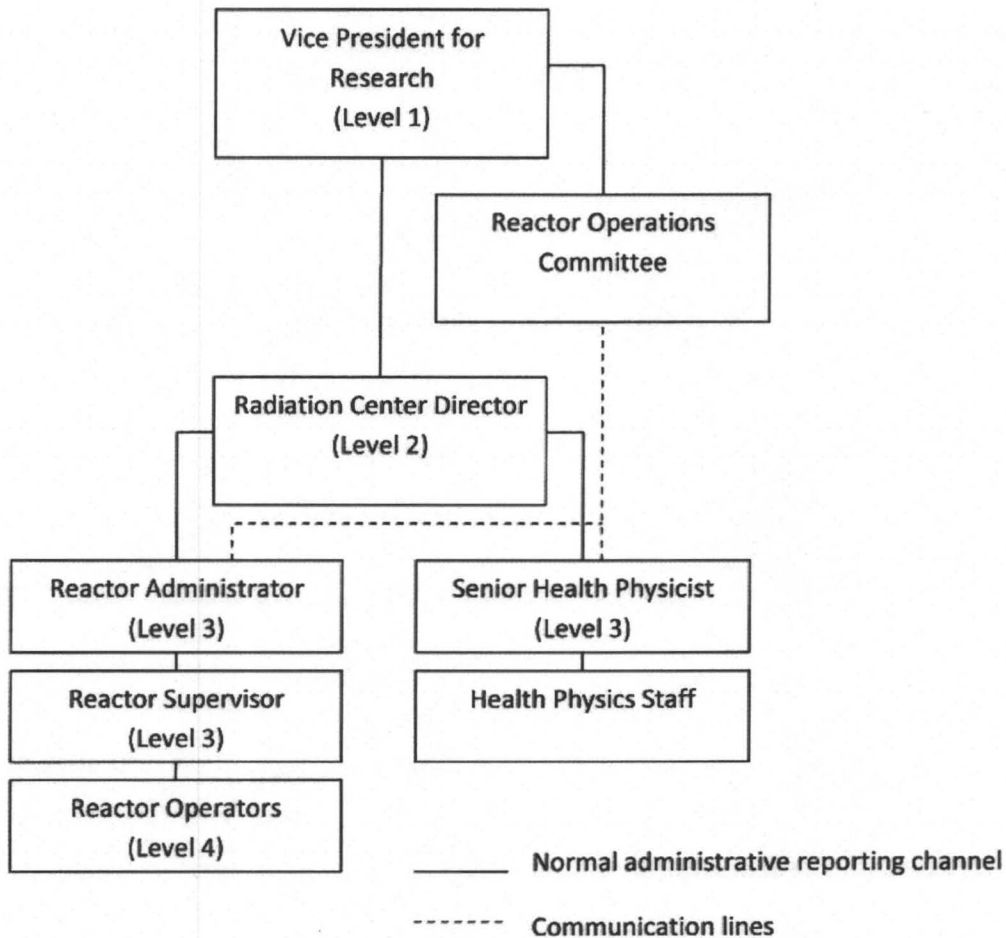 Vice President for
Research
(Level 1)
Reactor Operations
Committee
Radiation Center Director
(Level 2)
Reactor Administrator
(Level 3)
Senior Health Physicist
(Level 3)
Reactor Supervisor
(Level 3)
Health Physics Staff
Reactor Operators
(Level 4)
Normal administrative reporting channel
Communication lines